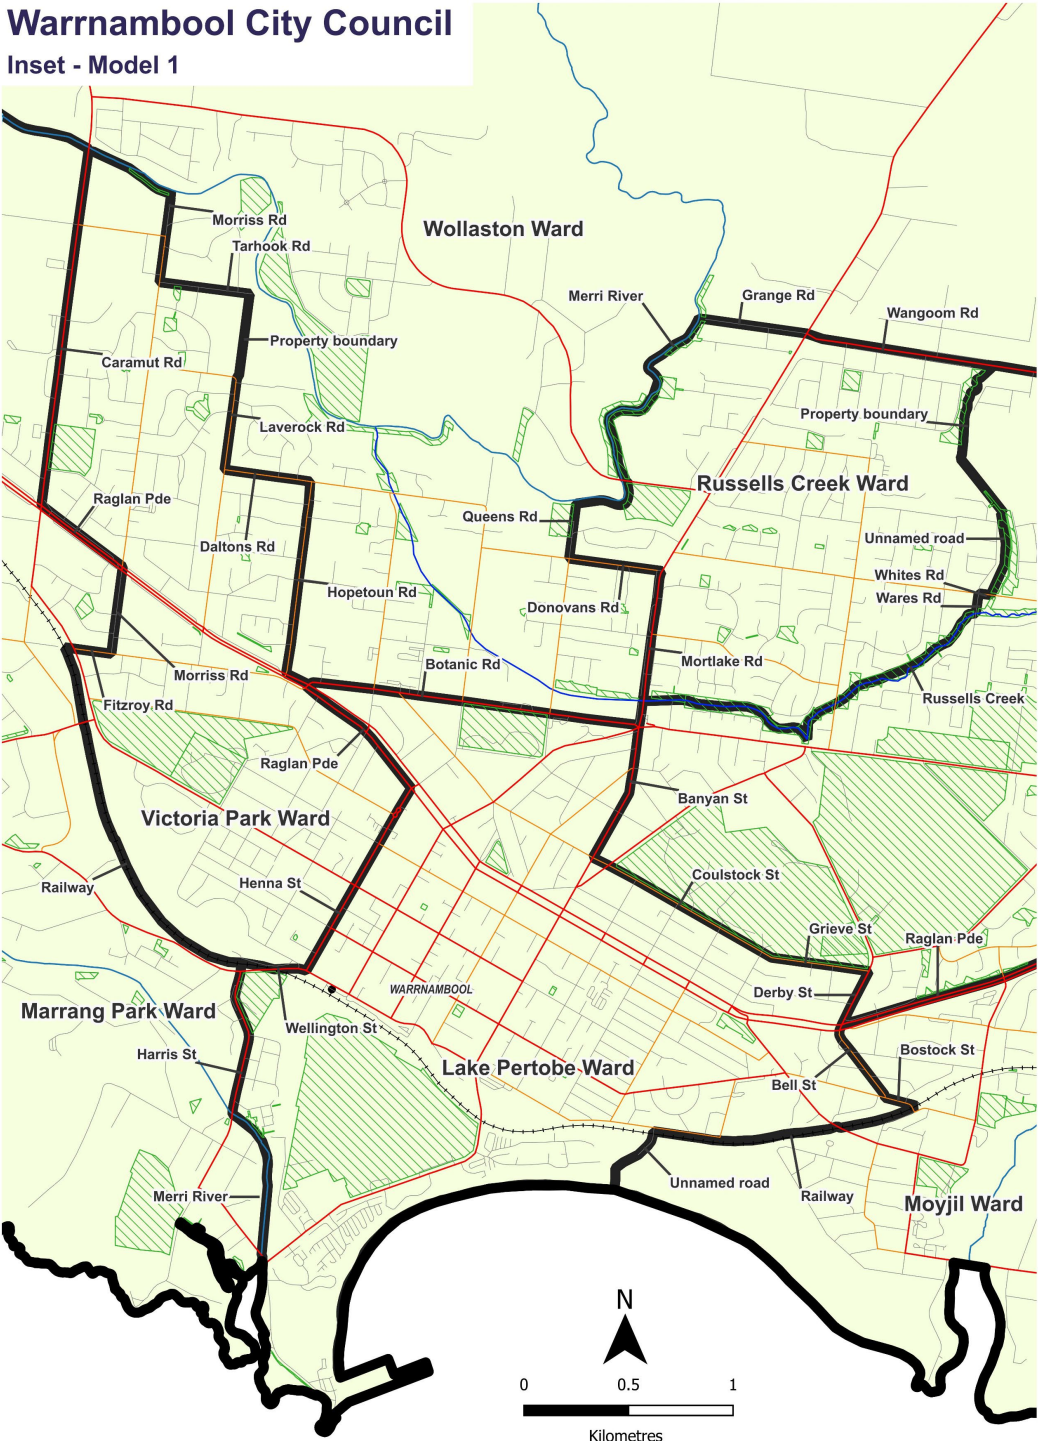 Warrnambool City Council
Inset - Model 1
Morriss Rd
Wollaston Ward
Tarhook Rd
Merri River
Grange Rd
Wangoom Rd
Property boundary
Caramut Rd
Property boundary
Laverock Rd
Russells Creek Ward
Raglan Pde
Queens Rd
Unnamed road
Daltons Rd
Whites Rd
Hopetoun Rd
Wares Rd
Donovans Rd
Botanic Rd
Mortlake Rd
Morriss Rd
Russells Creek
Fitzroy Rd
Raglan Pde
Banyan St
Victoria Park Ward
Coulstock St
Henna St
Railway
Grieve St
Raglan Pde
WARRNAMBOOL
Derby St
Marrang Park Ward
Wellington St
Bostock St
Harris St
Lake Pertobe Ward
Bell St
Unnamed road
Merri River
Railway
Moyjil Ward
N
0 0.5 1
Kilometres